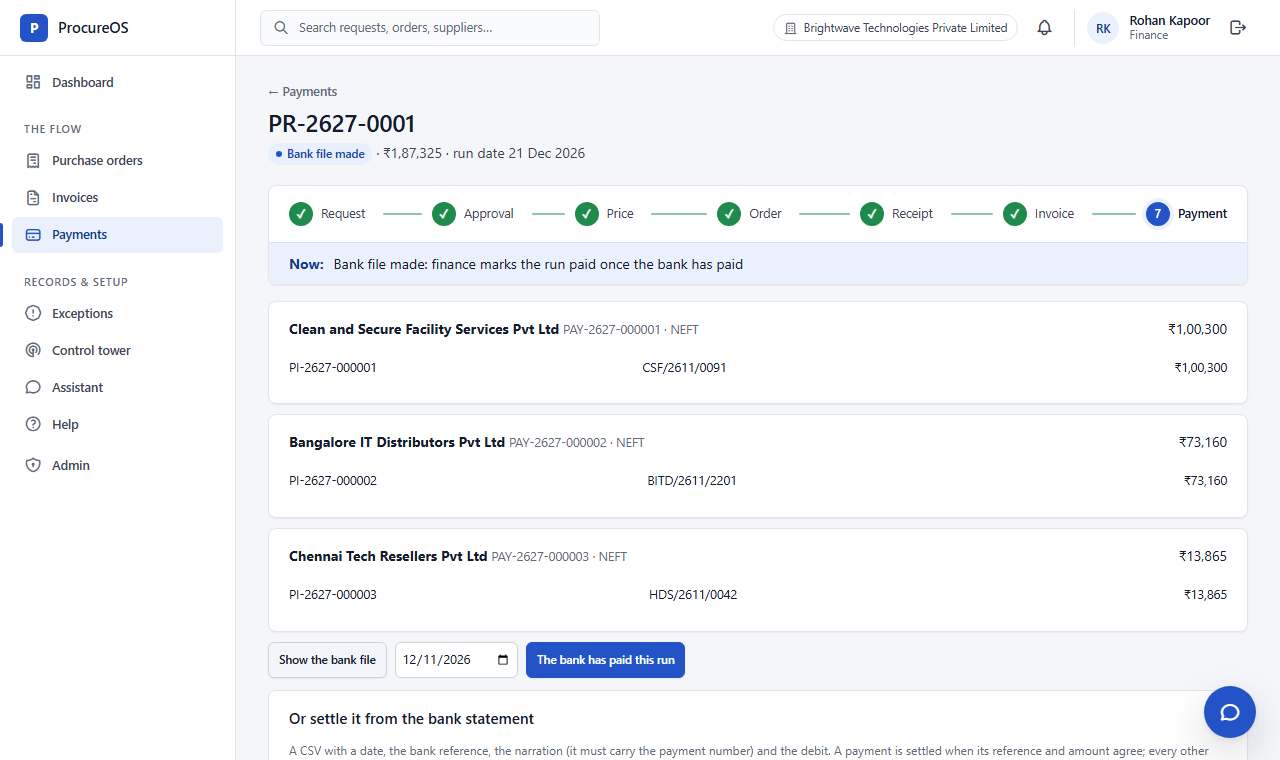 P ProcureOS
Search requests, orders, suppliers...
Brightwave Technologies Private Limited
RK
Rohan Kapoor
Finance
Dashboard
THE FLOW
Purchase orders
Invoices
Payments
RECORDS & SETUP
Exceptions
Control tower
Assistant
Help
Admin
← Payments
PR-2627-0001
Bank file made · ₹1,87,325 · run date 21 Dec 2026
Request Approval Price Order Receipt Invoice 7 Payment
Now: Bank file made: finance marks the run paid once the bank has paid
Clean and Secure Facility Services Pvt Ltd PAY-2627-000001 · NEFT ₹1,00,300
PI-2627-000001 CSF/2611/0091 ₹1,00,300
Bangalore IT Distributors Pvt Ltd PAY-2627-000002 · NEFT ₹73,160
PI-2627-000002 BITD/2611/2201 ₹73,160
Chennai Tech Resellers Pvt Ltd PAY-2627-000003 · NEFT ₹13,865
PI-2627-000003 HDS/2611/0042 ₹13,865
Show the bank file 12/11/2026 The bank has paid this run
Or settle it from the bank statement
A CSV with a date, the bank reference, the narration (it must carry the payment number) and the debit. A payment is settled when its reference and amount agree; every other